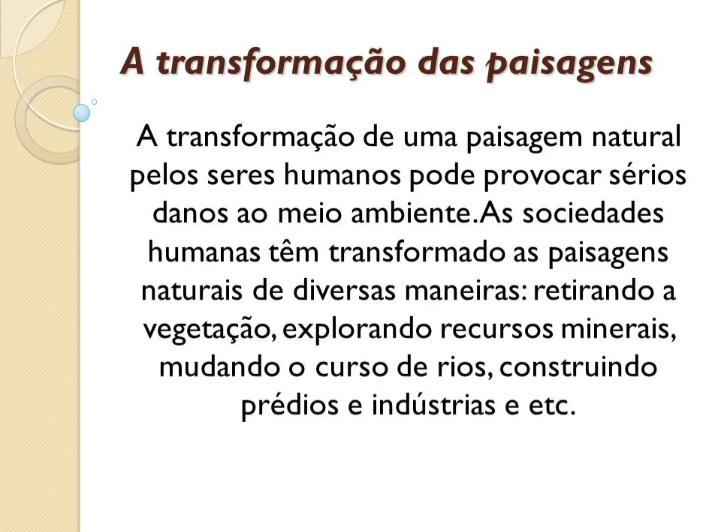 A transformação das paisagens
A transformação de uma paisagem natural
pelos seres humanos pode provocar sérios
danos ao meio ambiente. As sociedades
humanas têm transformado as paisagens
naturais de diversas maneiras: retirando a
vegetação, explorando recursos minerais,
mudando o curso de rios, construindo
prédios e indústrias e etc.